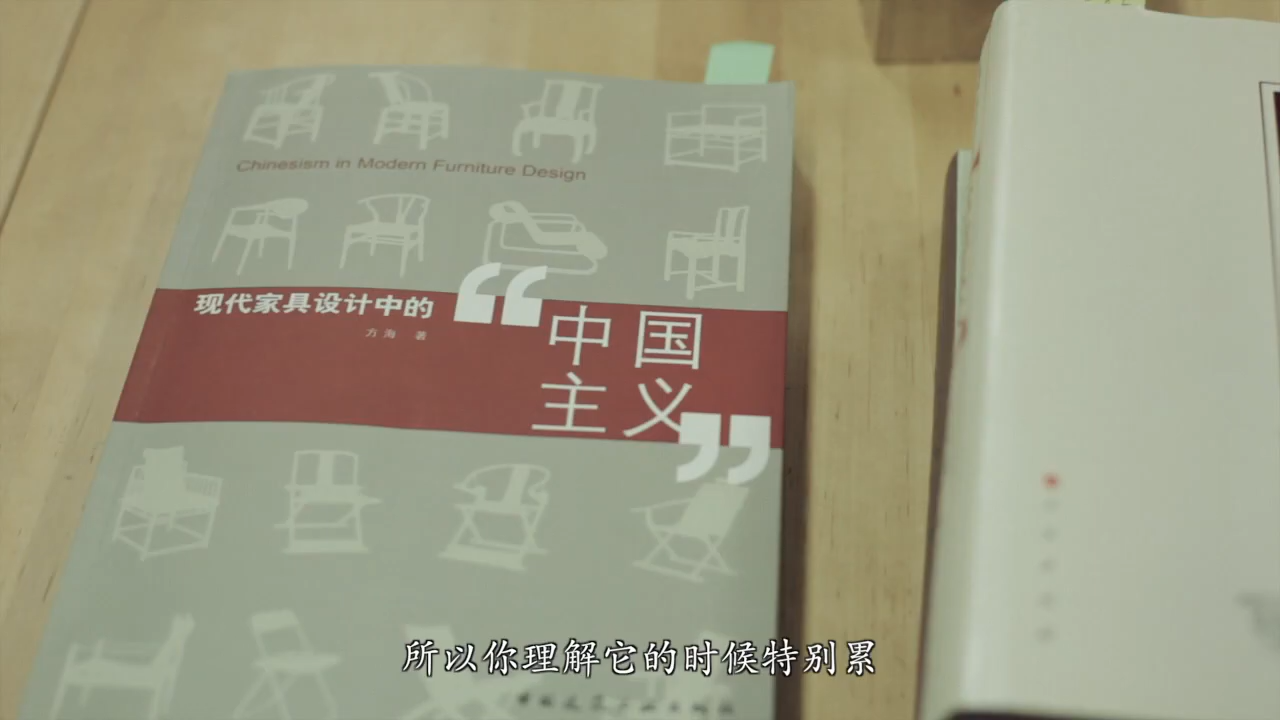 Chinesism in Modern Furniture Design
现代家具设计中的
方海 著
“中国
主义”
所以你理解它的时候特别累